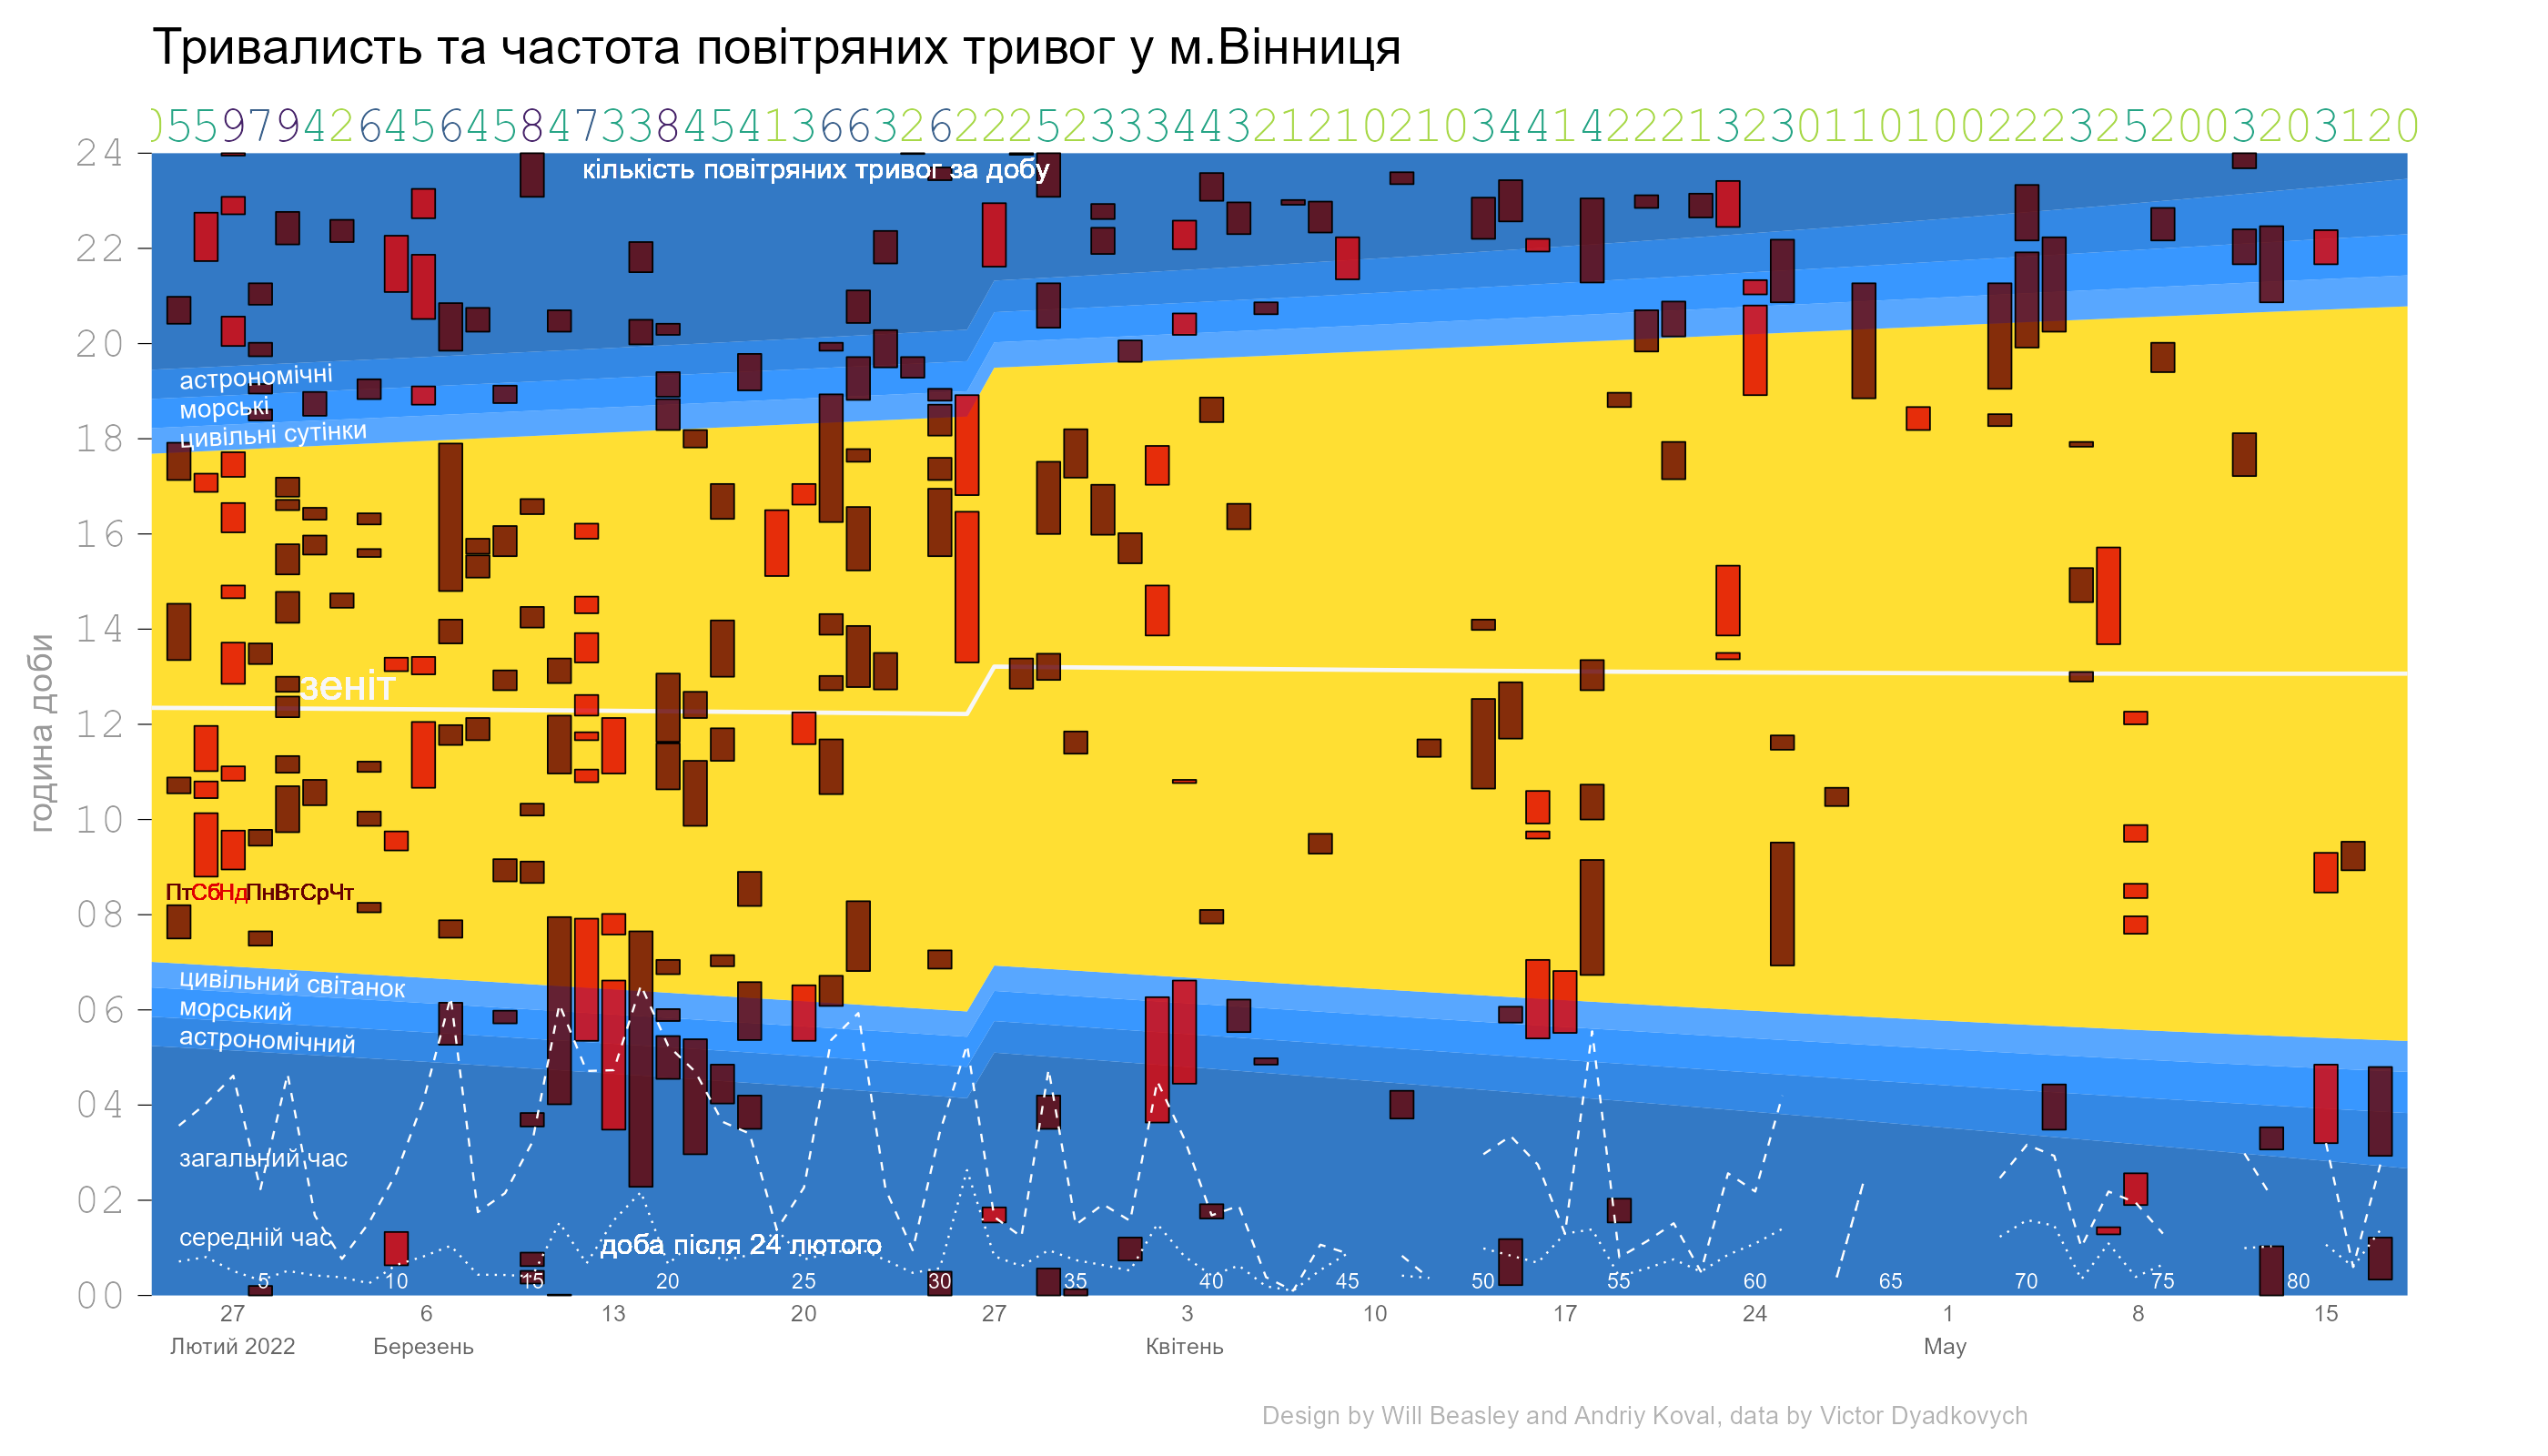 Тривалисть та частота повітряних тривог у м.Вінниця
055979426456458473384541366326222523334432121021034414222132301101002223252003203120
кількість повітряних тривог за добу
24
22
20
18
16
14
12
10
08
06
04
02
00
година доби
астрономічні
морські
цивільні сутінки
зеніт
ПтСбНдПнВтСрЧт
цивільний світанок
морський
астрономічний
загальний час
середній час
доба після 24 лютого
5 10 15 20 25 30 35 40 45 50 55 60 65 70 75 80
27 6 13 20 27 3 10 17 24 1 8 15
Лютий 2022 Березень Квітень May
Design by Will Beasley and Andriy Koval, data by Victor Dyadkovych